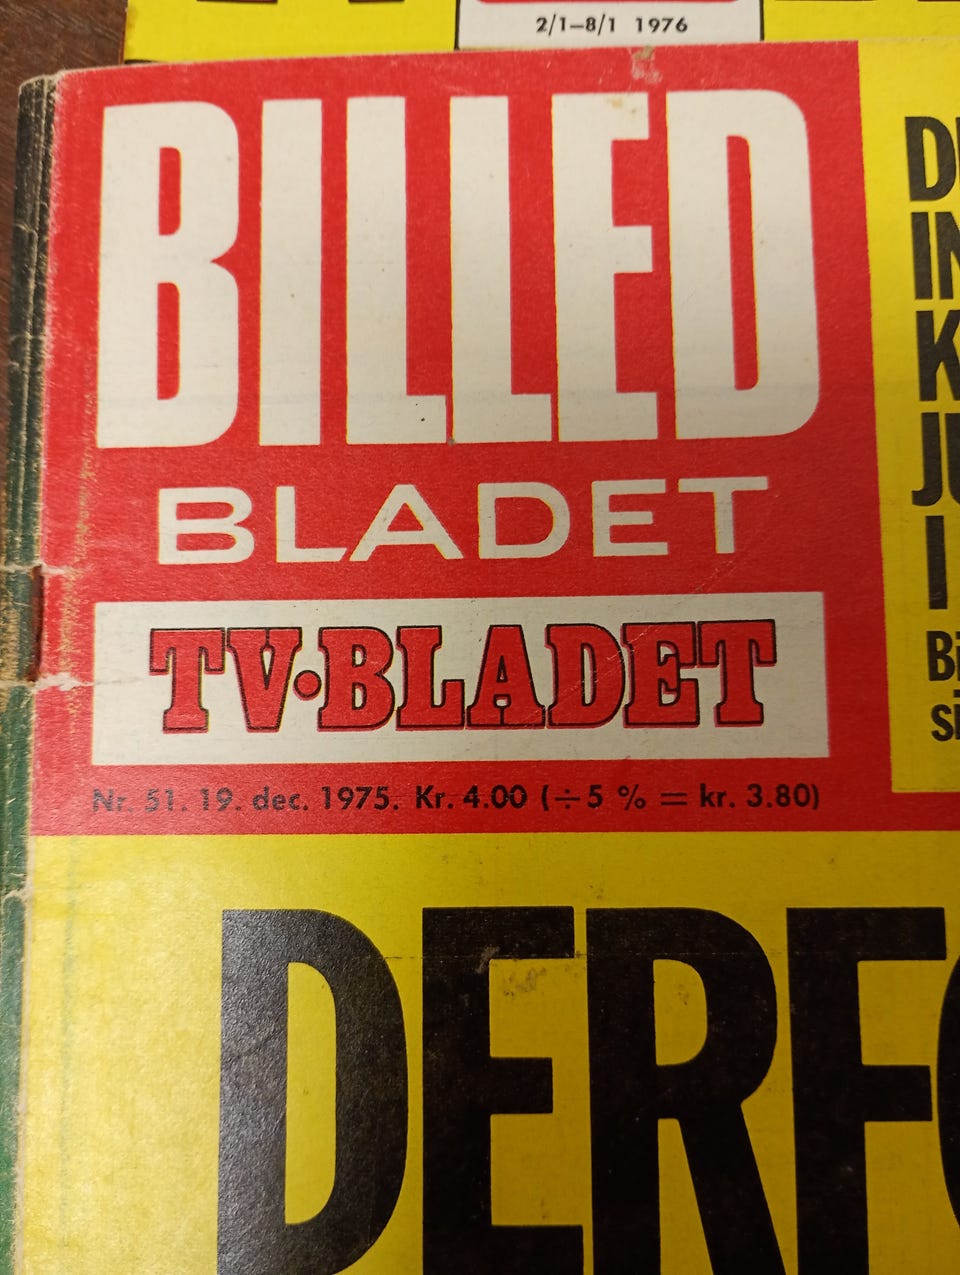 2/1–8/1 1976
BILLED
BLADET
TV·BLADET
Nr. 51. 19. dec. 1975. Kr. 4.00 (÷5 % = kr. 3.80)
K
I